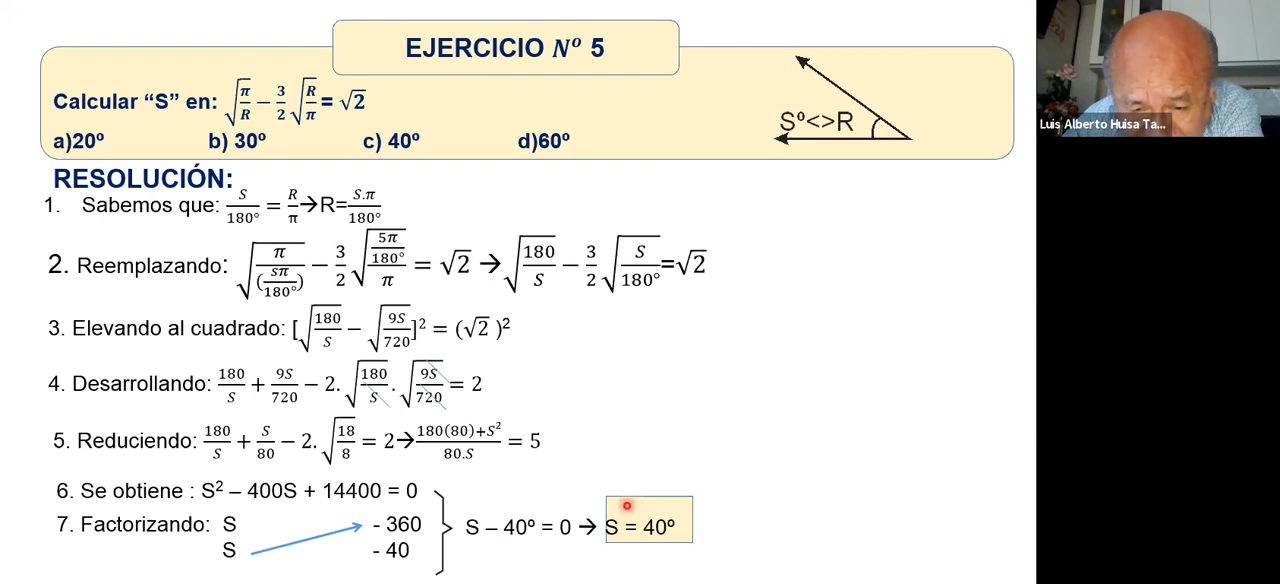 EJERCICIO Nº 5
Calcular “S” en: √(π/R) − 3/2 √(R/π) = √2
a)20º b) 30º c) 40º d)60º
Sº<>R
Luis Alberto Huisa Ta...
RESOLUCIÓN:
1. Sabemos que: S/180° = R/π → R= S.π/180°
2. Reemplazando: √(π/(Sπ/180°)) − 3/2 √((5π/180°)/π) = √2 → √(180/S) − 3/2 √(S/180°)=√2
3. Elevando al cuadrado: [√(180/S) − √(9S/720)]² = (√2 )²
4. Desarrollando: 180/S + 9S/720 − 2. √(180/S) . √(9S/720) = 2
5. Reduciendo: 180/S + S/80 − 2. √(18/8) = 2→ (180(80)+S²)/(80.S) = 5
6. Se obtiene : S² – 400S + 14400 = 0
7. Factorizando: S - 360
S - 40
S – 40º = 0 → S = 40º